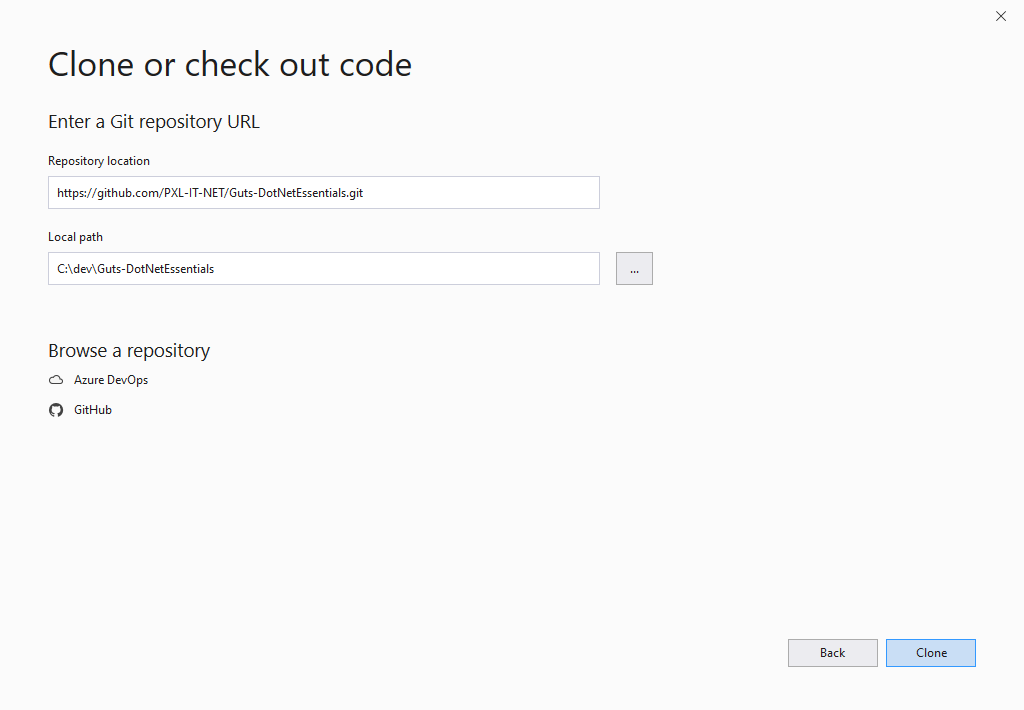 Clone or check out code
Enter a Git repository URL
Repository location
https://github.com/PXL-IT-NET/Guts-DotNetEssentials.git
Local path
C:\dev\Guts-DotNetEssentials
...
Browse a repository
Azure DevOps
GitHub
Back
Clone